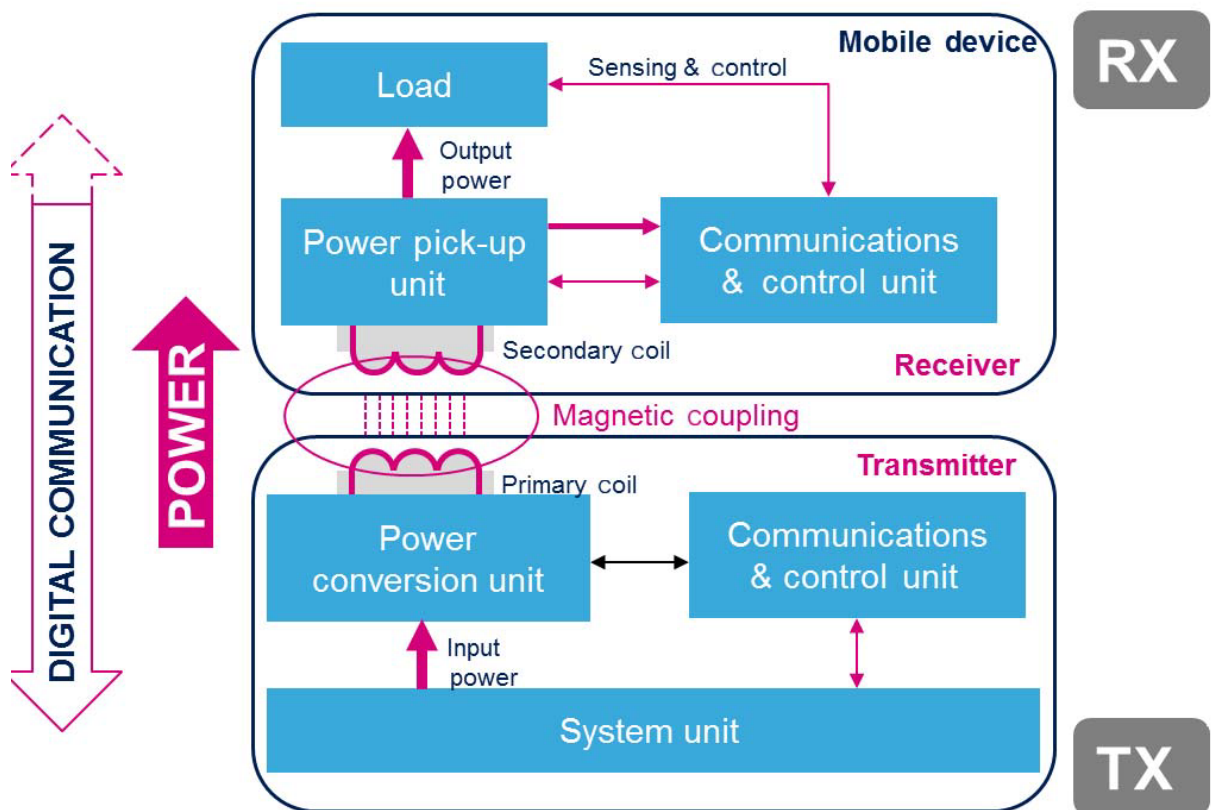 Mobile device
RX
Load
Sensing & control
Output
power
Power pick-up
unit
Communications
& control unit
Secondary coil
Receiver
DIGITAL COMMUNICATION
POWER
Magnetic coupling
Transmitter
Primary coil
Power
conversion unit
Communications
& control unit
Input
power
System unit
TX